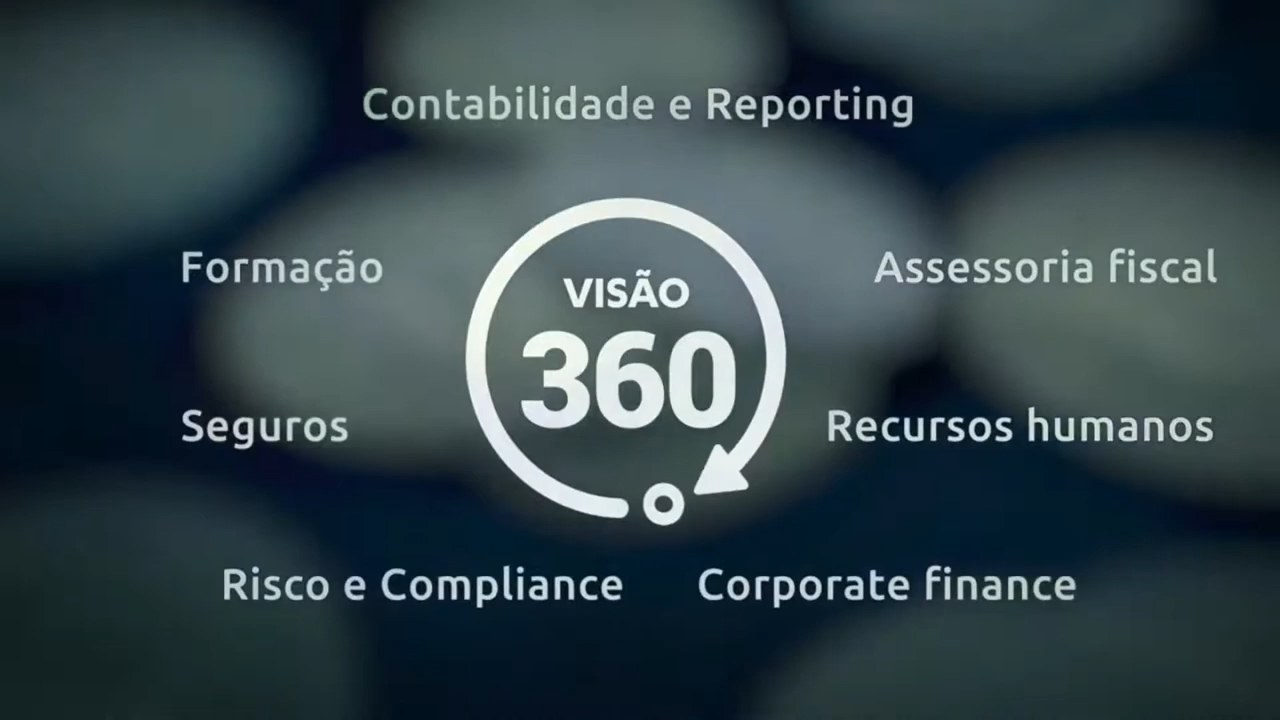 Contabilidade e Reporting
Formação
VISÃO
360
Assessoria fiscal
Seguros
Recursos humanos
Risco e Compliance
Corporate finance